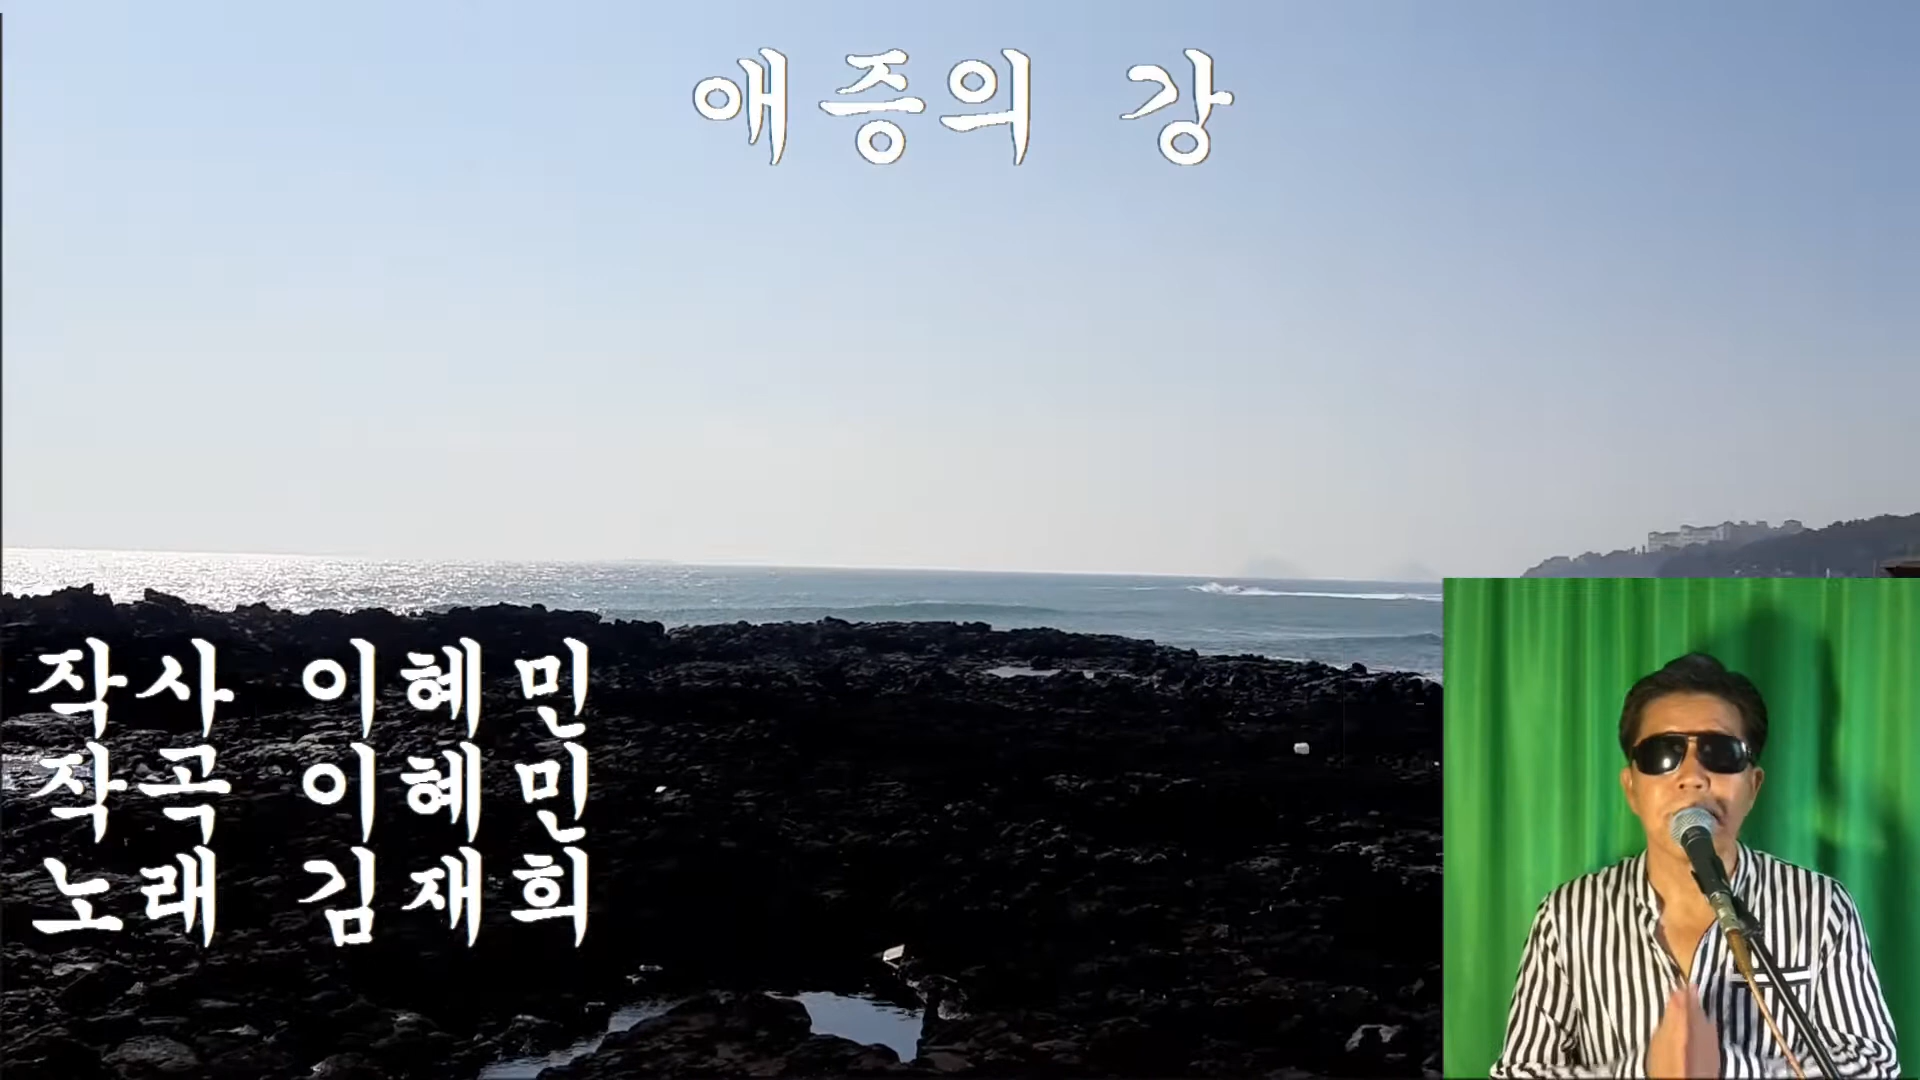 애증의 강
작사 이혜민
작곡 이혜민
노래 김재희